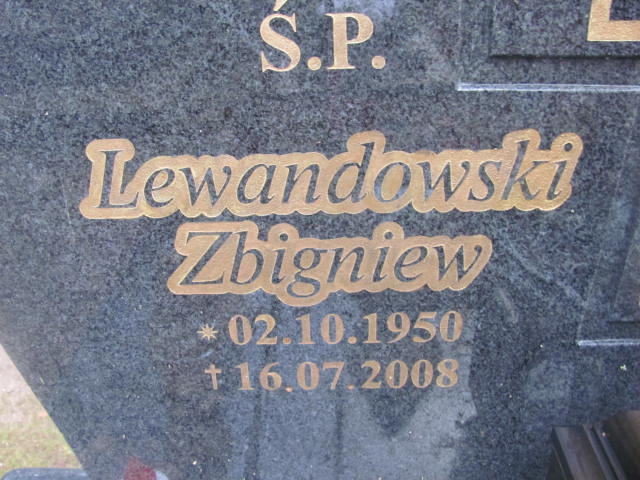 Ś.P.
Lewandowski
Zbigniew
* 02.10.1950
† 16.07.2008